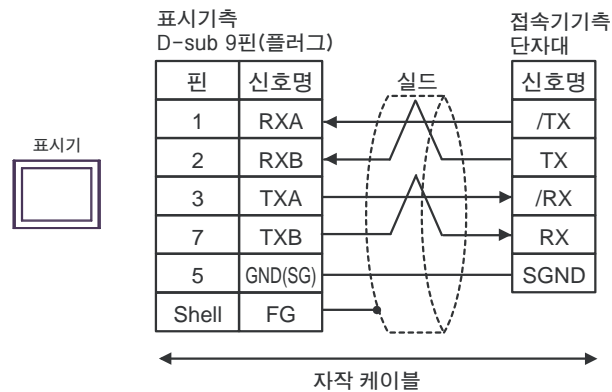 표시기측
D-sub 9핀(플러그)
접속기기측
단자대
핀 신호명 실드 신호명
1 RXA /TX
2 RXB TX
표시기
3 TXA /RX
7 TXB RX
5 GND(SG) SGND
Shell FG
자작 케이블